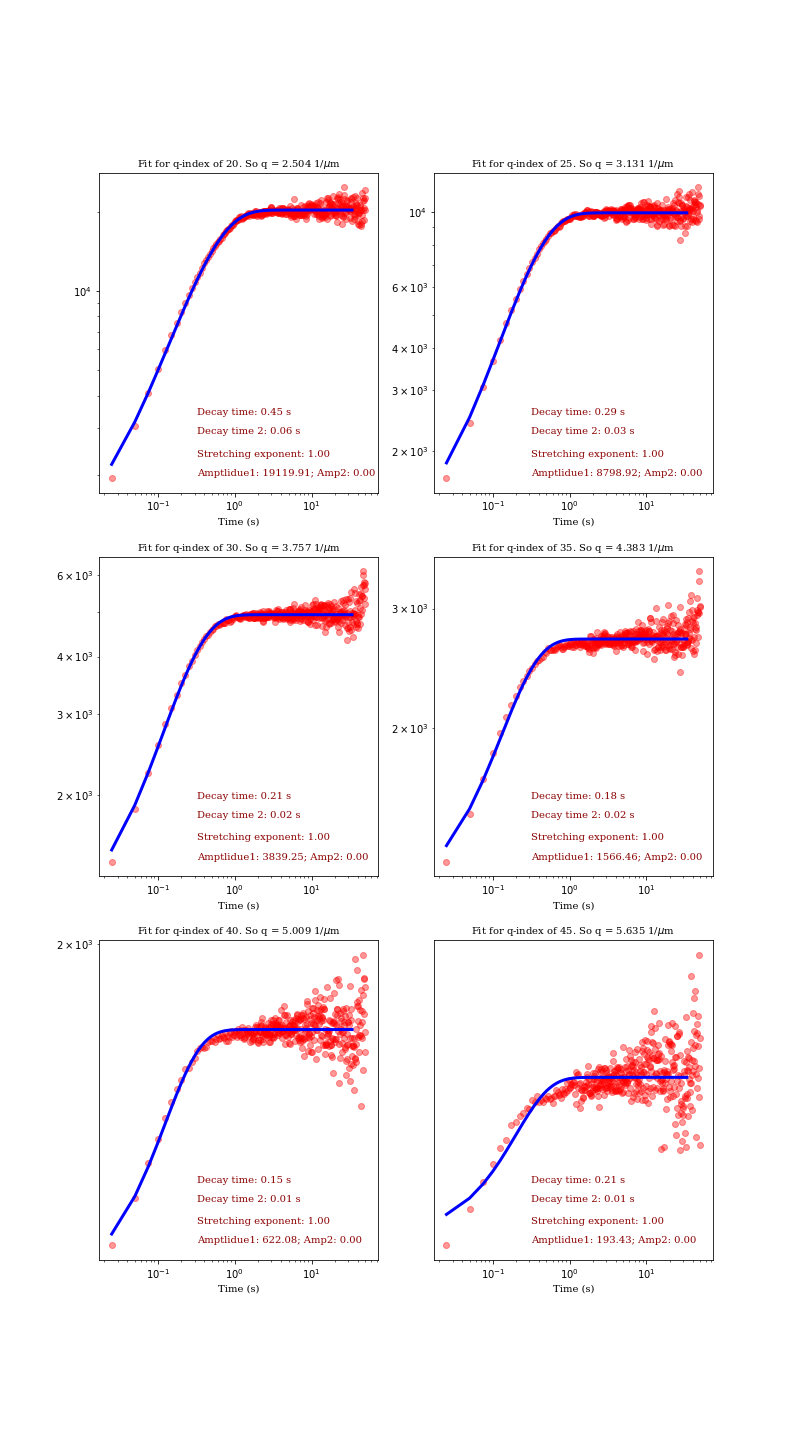 Fit for q-index of 20. So q = 2.504 1/μm
10⁴
Decay time: 0.45 s
Decay time 2: 0.06 s
Stretching exponent: 1.00
Amptlidue1: 19119.91; Amp2: 0.00
10⁻¹ 10⁰ 10¹
Time (s)
Fit for q-index of 25. So q = 3.131 1/μm
10⁴
6 × 10³
4 × 10³
3 × 10³
2 × 10³
Decay time: 0.29 s
Decay time 2: 0.03 s
Stretching exponent: 1.00
Amptlidue1: 8798.92; Amp2: 0.00
10⁻¹ 10⁰ 10¹
Time (s)
Fit for q-index of 30. So q = 3.757 1/μm
6 × 10³
4 × 10³
3 × 10³
2 × 10³
Decay time: 0.21 s
Decay time 2: 0.02 s
Stretching exponent: 1.00
Amptlidue1: 3839.25; Amp2: 0.00
10⁻¹ 10⁰ 10¹
Time (s)
Fit for q-index of 35. So q = 4.383 1/μm
3 × 10³
2 × 10³
Decay time: 0.18 s
Decay time 2: 0.02 s
Stretching exponent: 1.00
Amptlidue1: 1566.46; Amp2: 0.00
10⁻¹ 10⁰ 10¹
Time (s)
Fit for q-index of 40. So q = 5.009 1/μm
2 × 10³
Decay time: 0.15 s
Decay time 2: 0.01 s
Stretching exponent: 1.00
Amptlidue1: 622.08; Amp2: 0.00
10⁻¹ 10⁰ 10¹
Time (s)
Fit for q-index of 45. So q = 5.635 1/μm
Decay time: 0.21 s
Decay time 2: 0.01 s
Stretching exponent: 1.00
Amptlidue1: 193.43; Amp2: 0.00
10⁻¹ 10⁰ 10¹
Time (s)